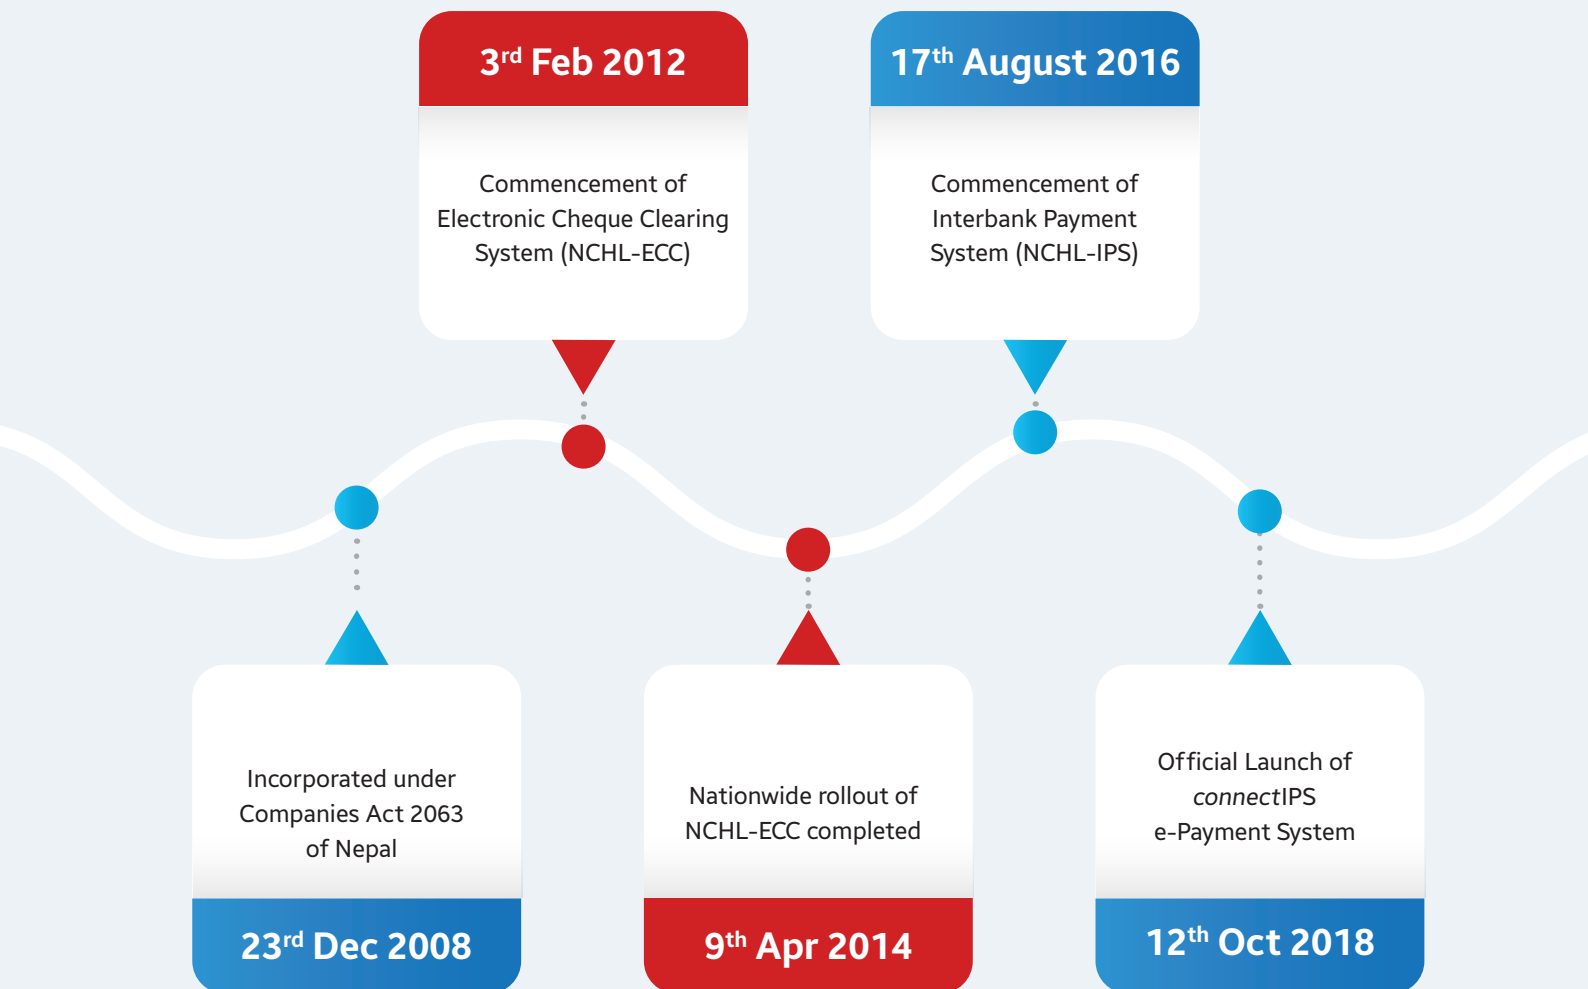 3rd Feb 2012
Commencement of
Electronic Cheque Clearing
System (NCHL-ECC)
17th August 2016
Commencement of
Interbank Payment
System (NCHL-IPS)
Incorporated under
Companies Act 2063
of Nepal
23rd Dec 2008
Nationwide rollout of
NCHL-ECC completed
9th Apr 2014
Official Launch of
connectIPS
e-Payment System
12th Oct 2018